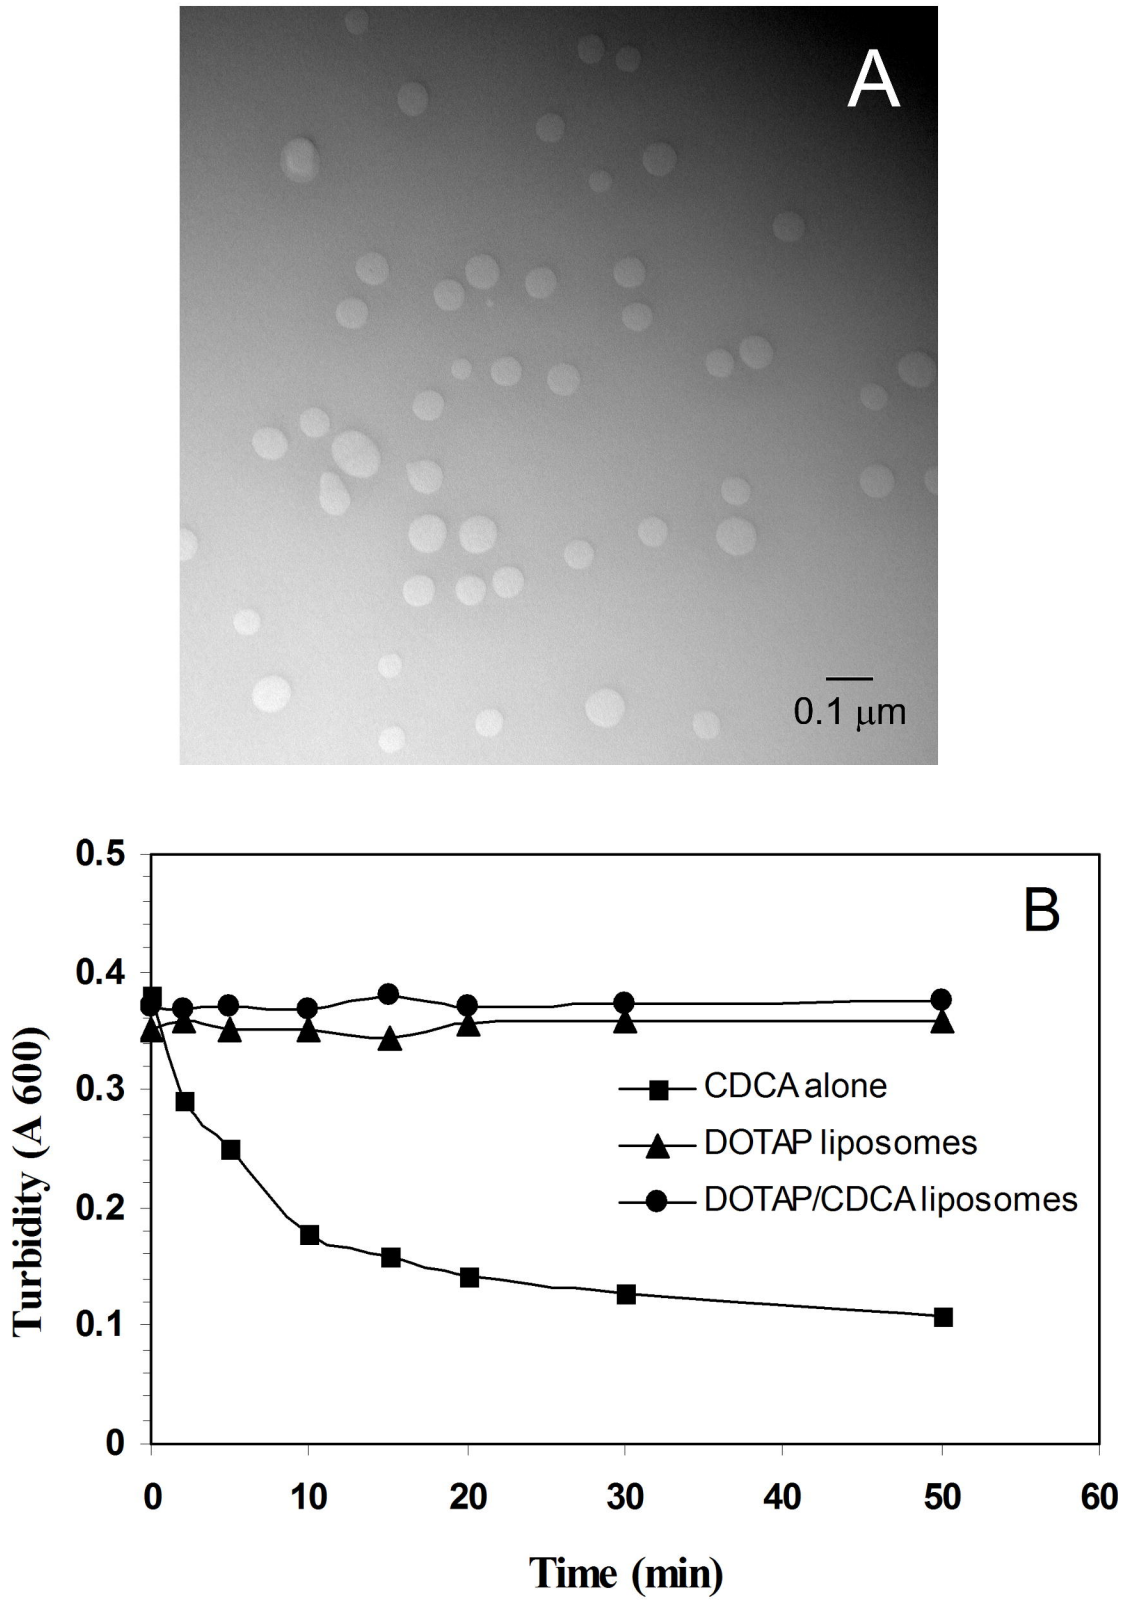 A
0.1 μm
0.5
B
0.4
0.3
CDCA alone
DOTAP liposomes
0.2
DOTAP/CDCA liposomes
0.1
0
Turbidity (A 600)
0 10 20 30 40 50 60
Time (min)